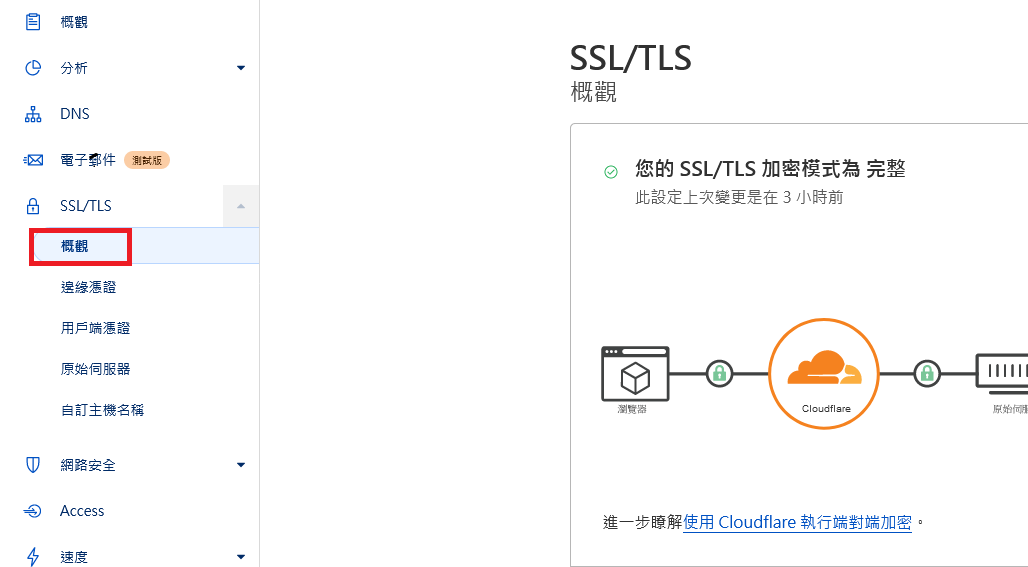 概觀
分析
DNS
電子郵件 測試版
SSL/TLS
概觀
邊緣憑證
用戶端憑證
原始伺服器
自訂主機名稱
網路安全
Access
速度
SSL/TLS
概觀
您的 SSL/TLS 加密模式為 完整
此設定上次變更是在 3 小時前
瀏覽器
Cloudflare
原始伺服
進一步瞭解使用 Cloudflare 執行端對端加密。